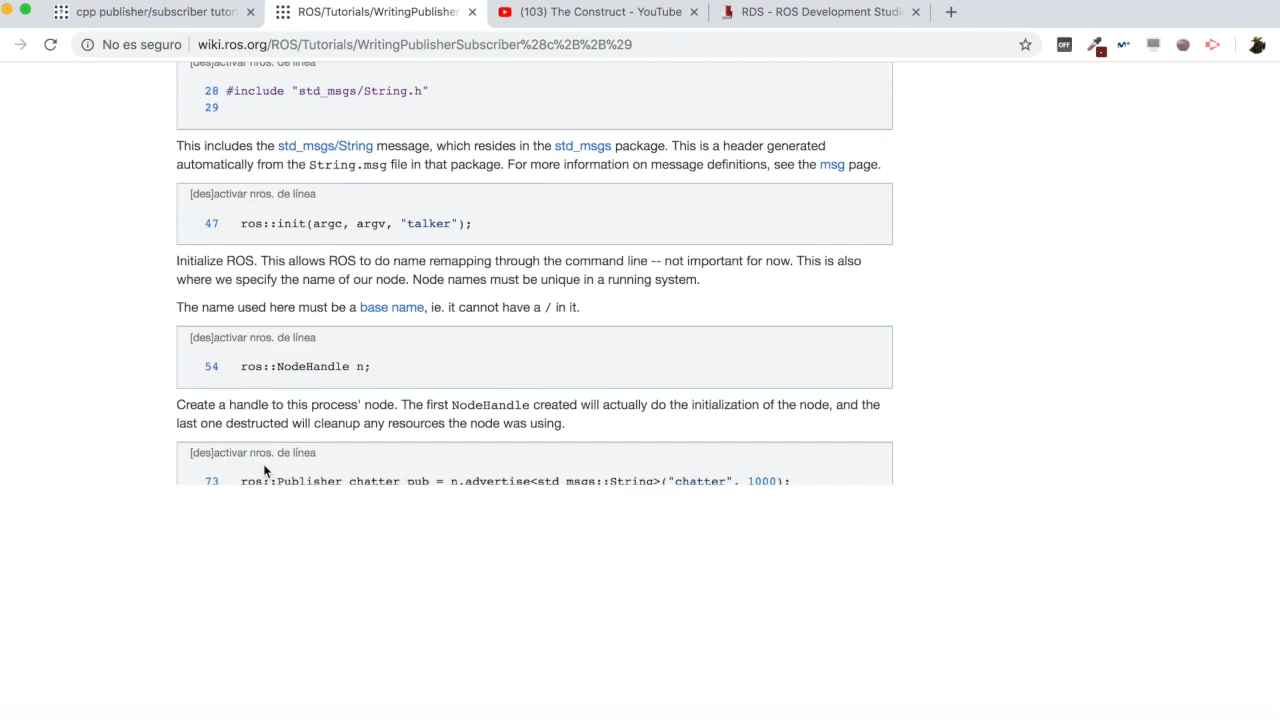 cpp publisher/subscriber tutori
ROS/Tutorials/WritingPublisher
(103) The Construct - YouTube
RDS - ROS Development Studi
No es seguro
wiki.ros.org/ROS/Tutorials/WritingPublisherSubscriber%28c%2B%2B%29
OFF
[des]activar nros. de línea
28 #include "std_msgs/String.h"
29
This includes the std_msgs/String message, which resides in the std_msgs package. This is a header generated
automatically from the String.msg file in that package. For more information on message definitions, see the msg page.
[des]activar nros. de línea
47 ros::init(argc, argv, "talker");
Initialize ROS. This allows ROS to do name remapping through the command line -- not important for now. This is also
where we specify the name of our node. Node names must be unique in a running system.
The name used here must be a base name, ie. it cannot have a / in it.
[des]activar nros. de línea
54 ros::NodeHandle n;
Create a handle to this process' node. The first NodeHandle created will actually do the initialization of the node, and the
last one destructed will cleanup any resources the node was using.
[des]activar nros. de línea
73 ros::Publisher chatter_pub = n.advertise<std_msgs::String>("chatter", 1000);